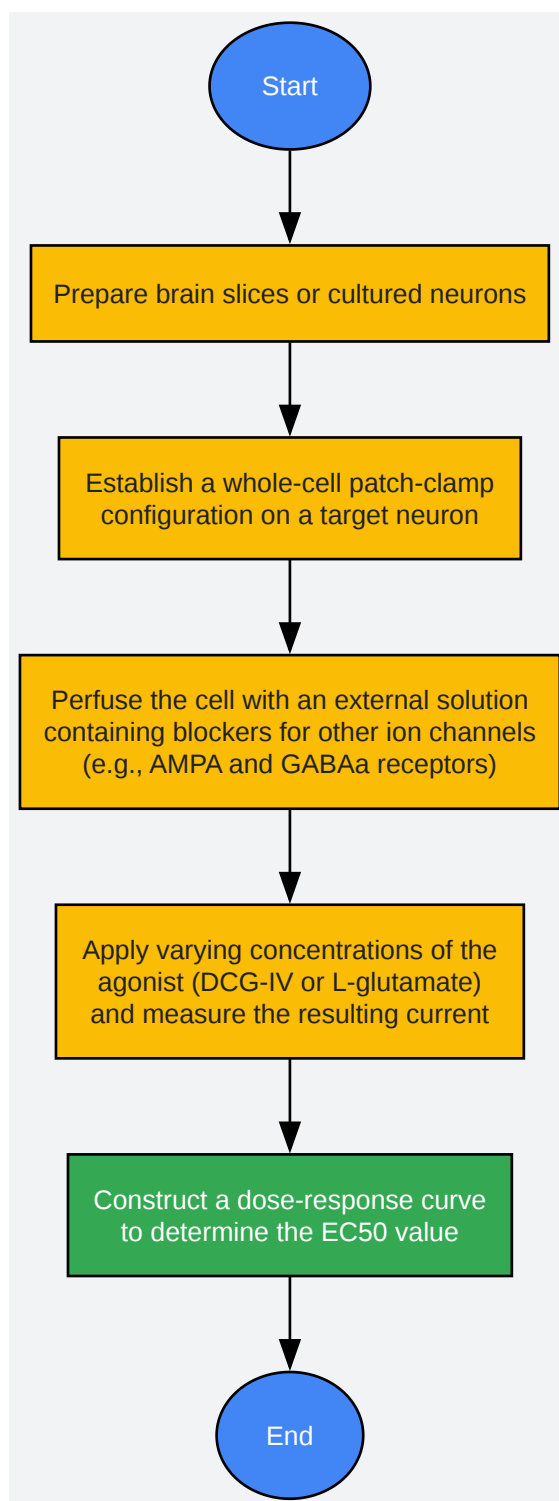 Start
Prepare brain slices or cultured neurons
Establish a whole-cell patch-clamp
configuration on a target neuron
Perfuse the cell with an external solution
containing blockers for other ion channels
(e.g., AMPA and GABAa receptors)
Apply varying concentrations of the
agonist (DCG-IV or L-glutamate)
and measure the resulting current
Construct a dose-response curve
to determine the EC50 value
End